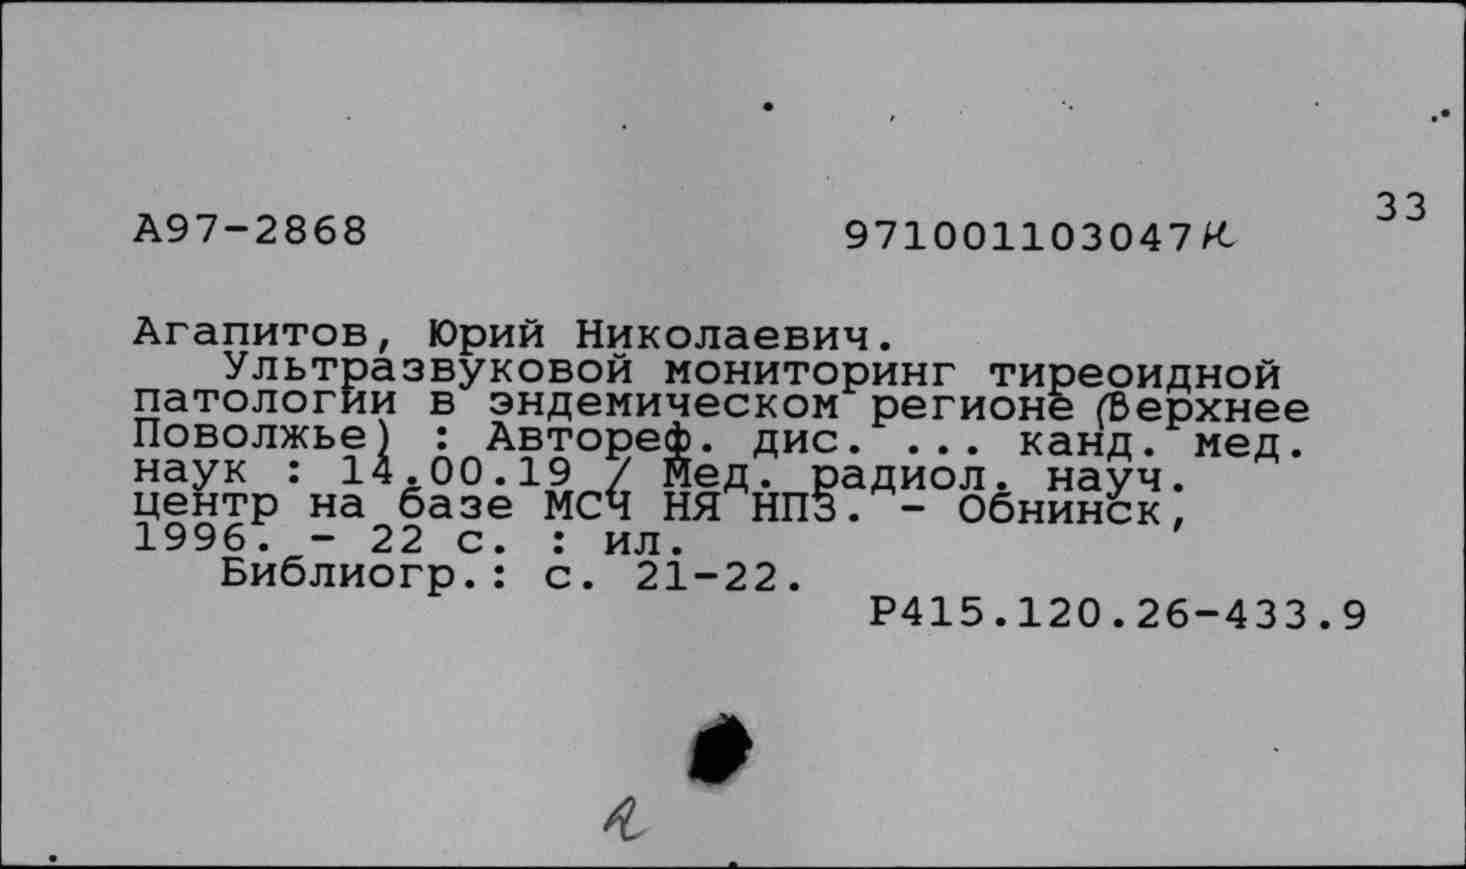 33
А97-2868 971001103047
Агапитов, Юрий Николаевич.
Ультразвуковой мониторинг тиреоидной
патологии в эндемическом регионе (Верхнее
Поволжье) : Автореф. дис. ... канд. мед.
наук : 14.00.19 / Мед. радиол. науч.
центр на базе МСЧ НЯ НПЗ. - Обнинск,
1996. - 22 с. : ил.
Библиогр.: с. 21-22.
Р415.120.26-433.9